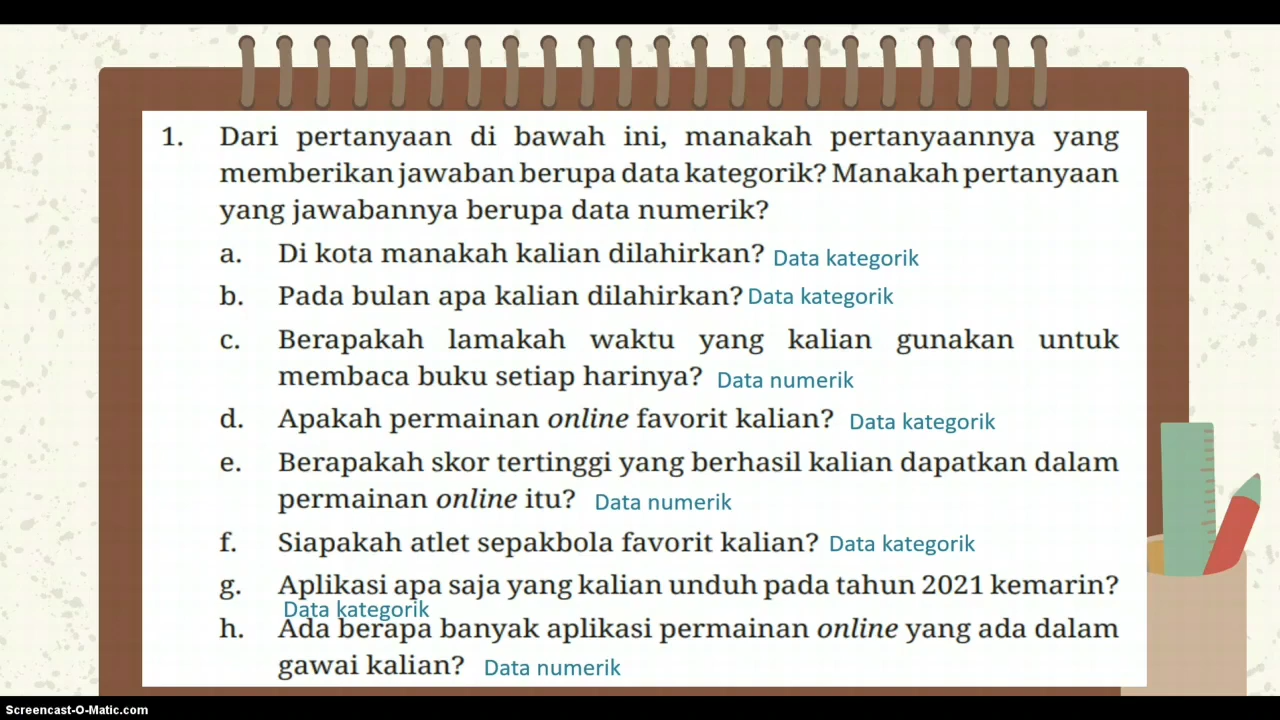 1. Dari pertanyaan di bawah ini, manakah pertanyaannya yang
memberikan jawaban berupa data kategorik? Manakah pertanyaan
yang jawabannya berupa data numerik?
a. Di kota manakah kalian dilahirkan? Data kategorik
b. Pada bulan apa kalian dilahirkan? Data kategorik
c. Berapakah lamakah waktu yang kalian gunakan untuk
membaca buku setiap harinya? Data numerik
d. Apakah permainan online favorit kalian? Data kategorik
e. Berapakah skor tertinggi yang berhasil kalian dapatkan dalam
permainan online itu? Data numerik
f. Siapakah atlet sepakbola favorit kalian? Data kategorik
g. Aplikasi apa saja yang kalian unduh pada tahun 2021 kemarin?
Data kategorik
h. Ada berapa banyak aplikasi permainan online yang ada dalam
gawai kalian? Data numerik
Screencast-O-Matic.com